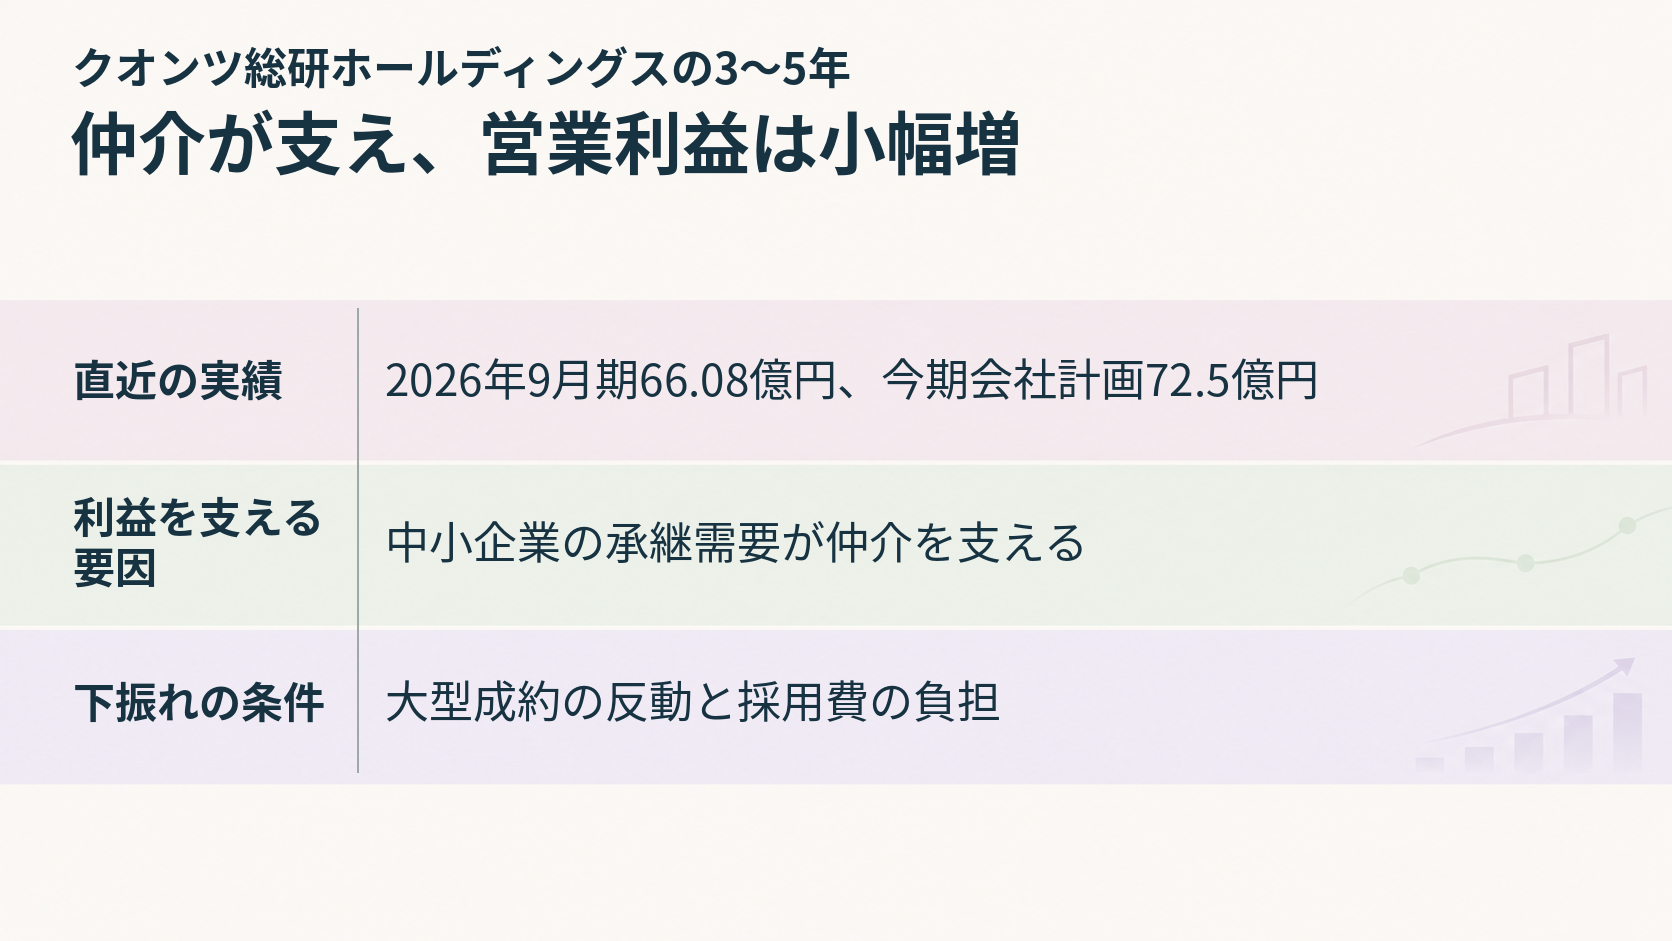 クオンツ総研ホールディングスの3〜5年
仲介が支え、営業利益は小幅増
直近の実績
2026年9月期66.08億円、今期会社計画72.5億円
利益を支える
要因
中小企業の承継需要が仲介を支える
下振れの条件
大型成約の反動と採用費の負担